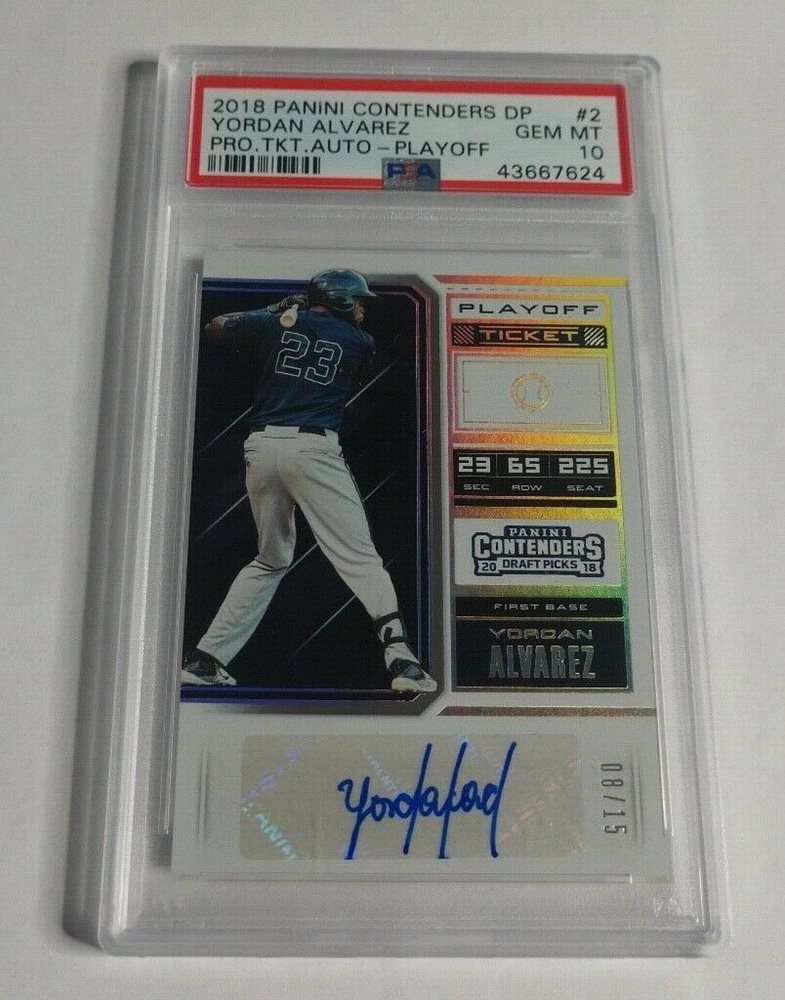 2018 PANINI CONTENDERS DP #2
YORDAN ALVAREZ GEM MT
PRO.TKT.AUTO-PLAYOFF 10
PSA 43667624
23
PLAYOFF
TICKET
23 65 225
SEC ROW SEAT
PANINI
CONTENDERS
20 DRAFT PICKS 18
FIRST BASE
YORDAN
ALVAREZ
08/15